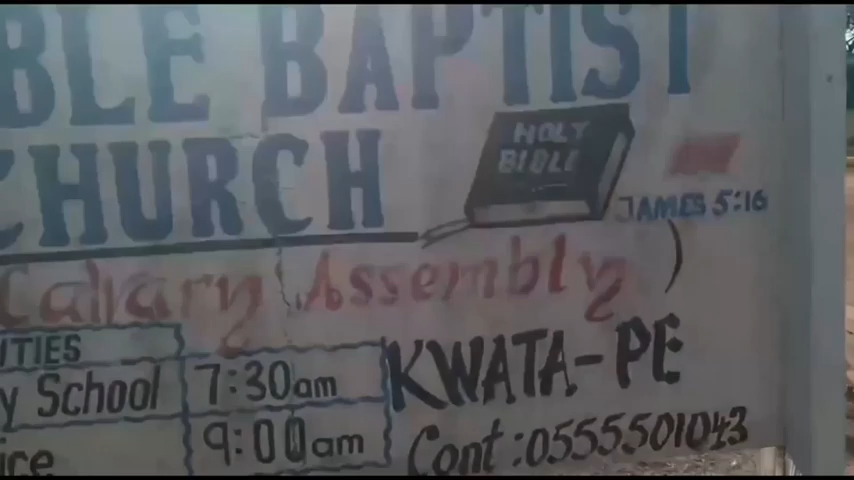 BLE BAPTIST
CHURCH
HOLY
BIBLE
JAMES 5:16
Calvary Assembly)
ITIES
y School 7:30am
ice 9:00am
KWATA-PE
Cont:0555501043